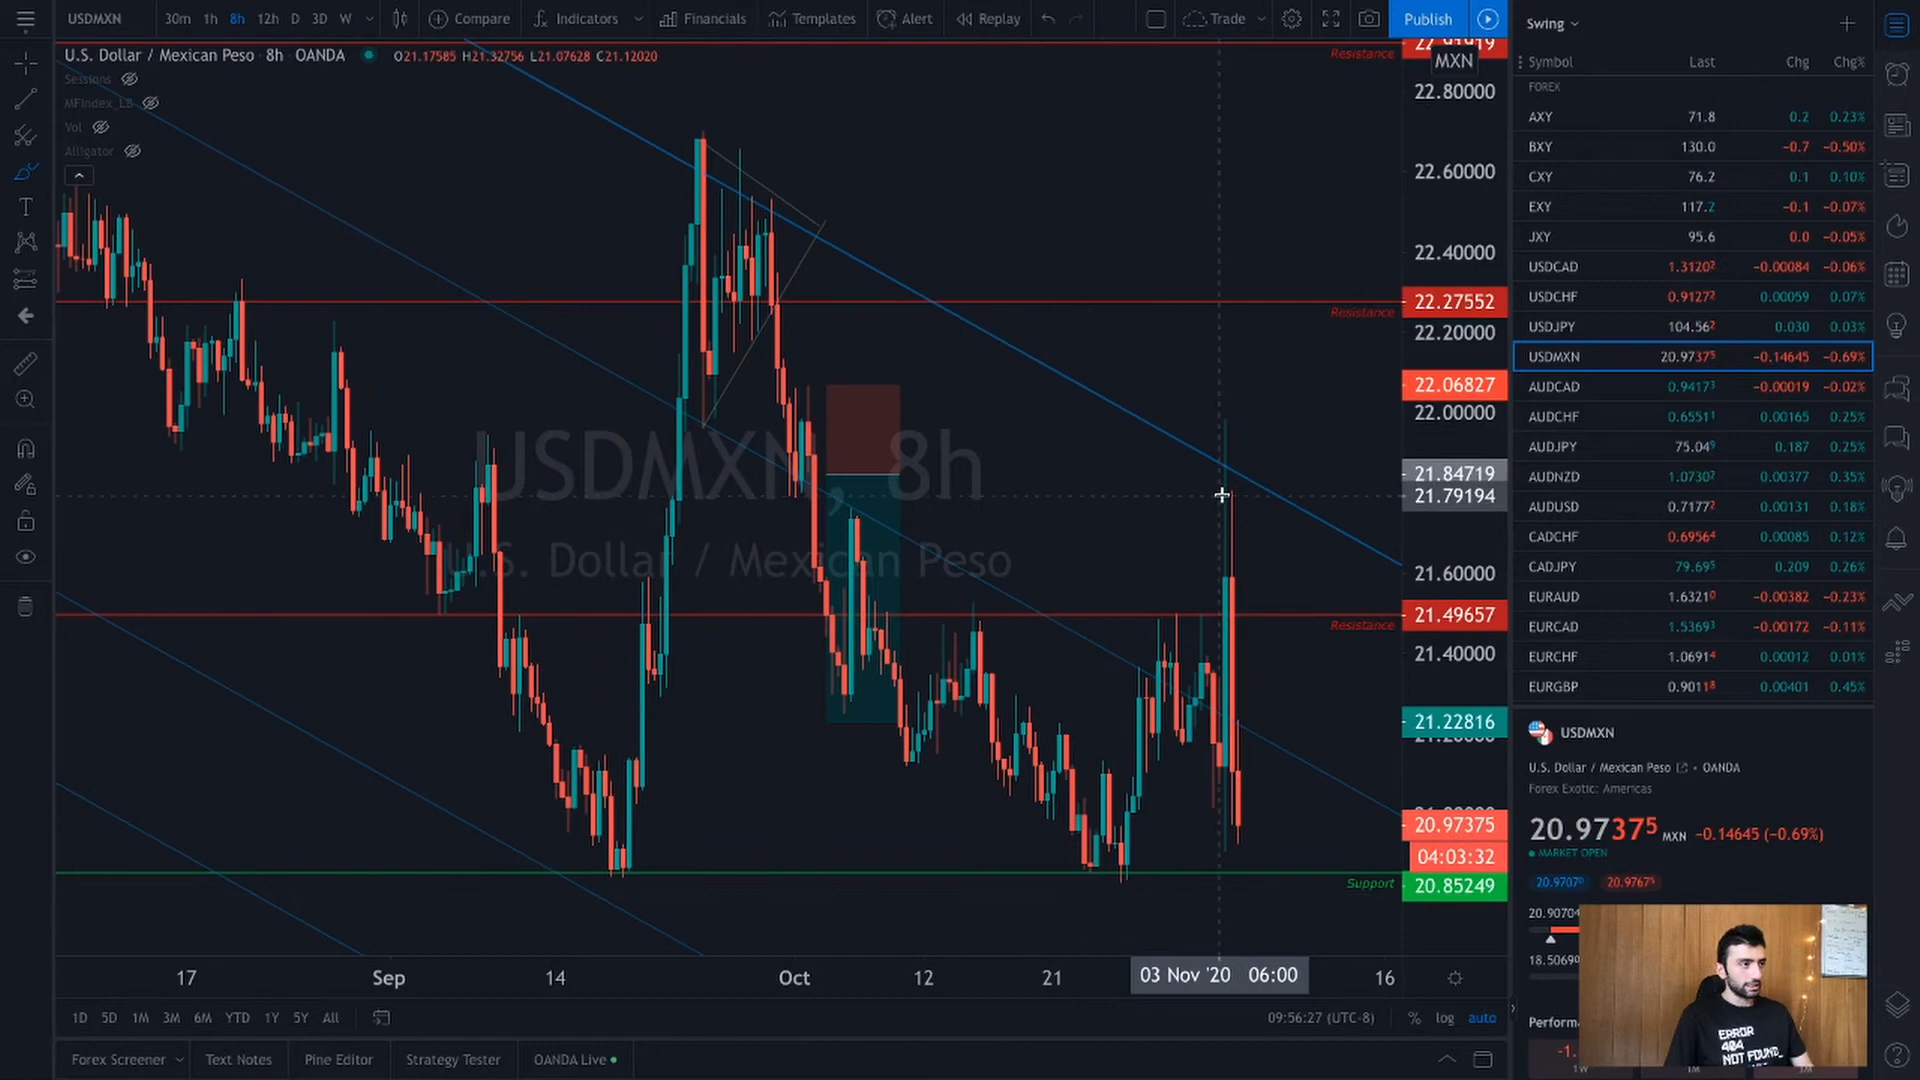 USDMXN 30m 1h 8h 12h D 3D W Compare Indicators Financials Templates Alert Replay Trade Publish
U.S. Dollar / Mexican Peso · 8h · OANDA O21.17585 H21.32756 L21.07628 C21.12020
Sessions
MFIndex_LB
Vol
Alligator
USDMXN, 8h
U.S. Dollar / Mexican Peso
Resistance
Resistance
Resistance
Support
22.91919
MXN
22.80000
22.60000
22.40000
22.27552
22.20000
22.06827
22.00000
21.84719
21.79194
21.60000
21.49657
21.40000
21.22816
20.97375
04:03:32
20.85249
17 Sep 14 Oct 12 21 03 Nov '20 06:00 16
1D 5D 1M 3M 6M YTD 1Y 5Y All 09:56:27 (UTC-8) % log auto
Forex Screener Text Notes Pine Editor Strategy Tester OANDA Live
Swing
Symbol Last Chg Chg%
FOREX
AXY 71.8 0.2 0.23%
BXY 130.0 −0.7 −0.50%
CXY 76.2 0.1 0.10%
EXY 117.2 −0.1 −0.07%
JXY 95.6 0.0 −0.05%
USDCAD 1.3120² −0.00084 −0.06%
USDCHF 0.9127² 0.00059 0.07%
USDJPY 104.56² 0.030 0.03%
USDMXN 20.9737⁵ −0.14645 −0.69%
AUDCAD 0.9417³ −0.00019 −0.02%
AUDCHF 0.6551¹ 0.00165 0.25%
AUDJPY 75.04⁹ 0.187 0.25%
AUDNZD 1.0730² 0.00377 0.35%
AUDUSD 0.7177² 0.00131 0.18%
CADCHF 0.6956⁴ 0.00085 0.12%
CADJPY 79.69⁵ 0.209 0.26%
EURAUD 1.6321⁰ −0.00382 −0.23%
EURCAD 1.5369³ −0.00172 −0.11%
EURCHF 1.0691⁴ 0.00012 0.01%
EURGBP 0.9011⁸ 0.00401 0.45%
USDMXN
U.S. Dollar / Mexican Peso • OANDA
Forex Exotic: Americas
20.9737⁵ MXN −0.14645 (−0.69%)
MARKET OPEN
20.9707⁰ 20.9767⁵
20.90704
18.50690
Perform
1W 1M 3M
ERROR
404
NOT FOUND_